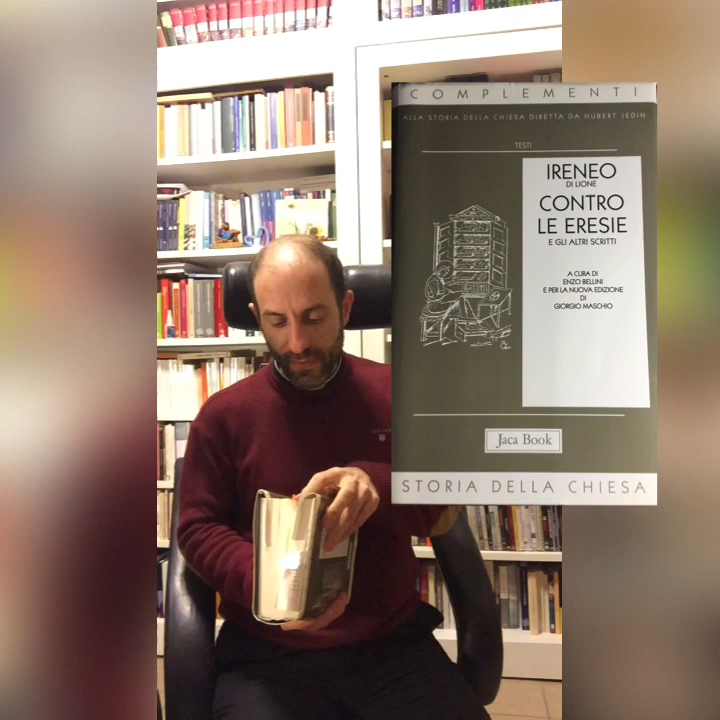 COMPLEMENTI
ALLA STORIA DELLA CHIESA DIRETTA DA HUBERT JEDIN
TESTI
IRENEO
DI LIONE
CONTRO
LE ERESIE
E GLI ALTRI SCRITTI
A CURA DI
ENZO BELLINI
E PER LA NUOVA EDIZIONE
DI
GIORGIO MASCHIO
Jaca Book
STORIA DELLA CHIESA